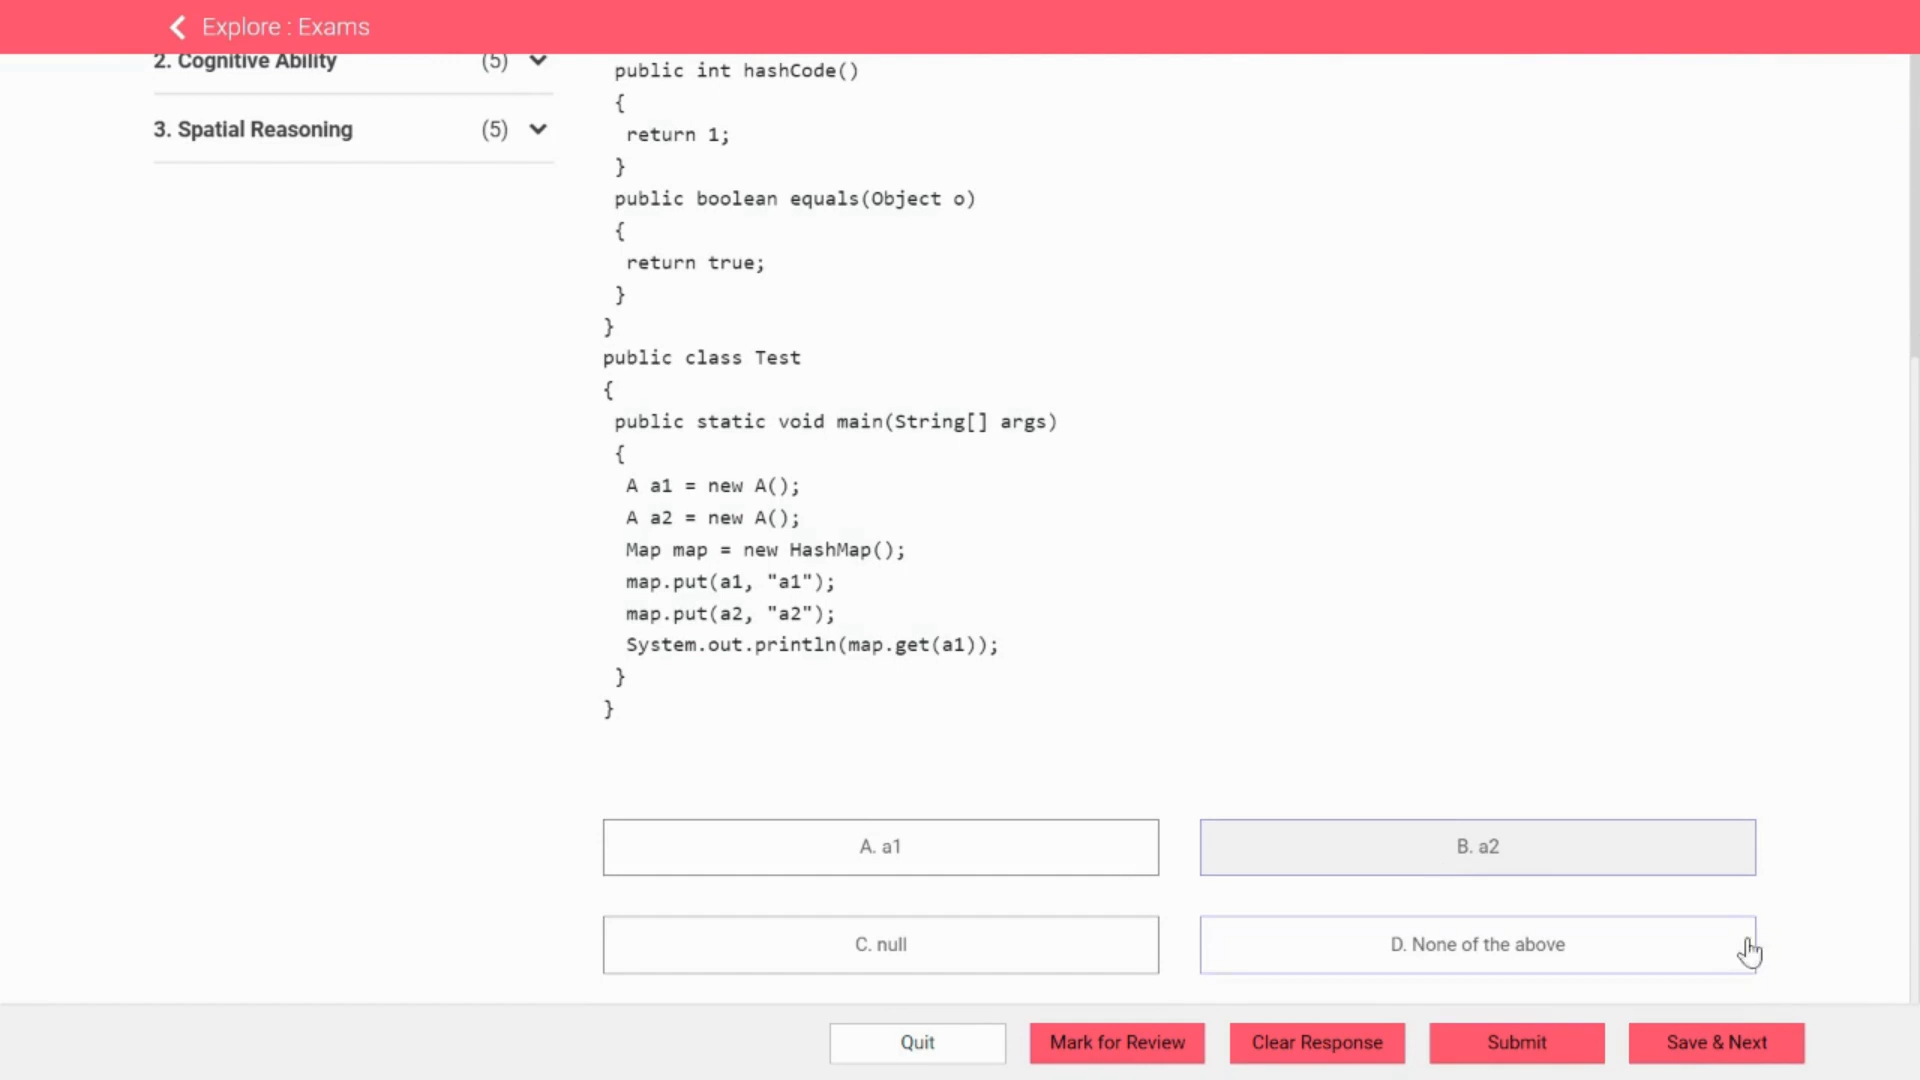 Explore : Exams
2. Cognitive Ability (5)
3. Spatial Reasoning (5)
public int hashCode()
{
return 1;
}
public boolean equals(Object o)
{
return true;
}
}
public class Test
{
public static void main(String[] args)
{
A a1 = new A();
A a2 = new A();
Map map = new HashMap();
map.put(a1, "a1");
map.put(a2, "a2");
System.out.println(map.get(a1));
}
}
A. a1
B. a2
C. null
D. None of the above
Quit
Mark for Review
Clear Response
Submit
Save & Next